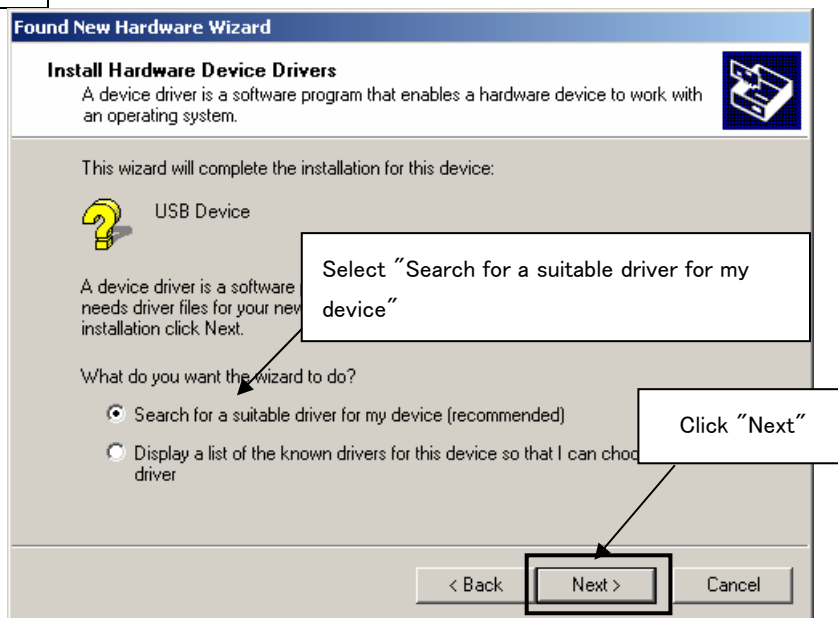 Found New Hardware Wizard
Install Hardware Device Drivers
A device driver is a software program that enables a hardware device to work with
an operating system.
This wizard will complete the installation for this device:
USB Device
Select "Search for a suitable driver for my
device"
A device driver is a software
needs driver files for your new
installation click Next.
What do you want the wizard to do?
Search for a suitable driver for my device (recommended)
Click "Next"
Display a list of the known drivers for this device so that I can
driver
< Back
Next >
Cancel